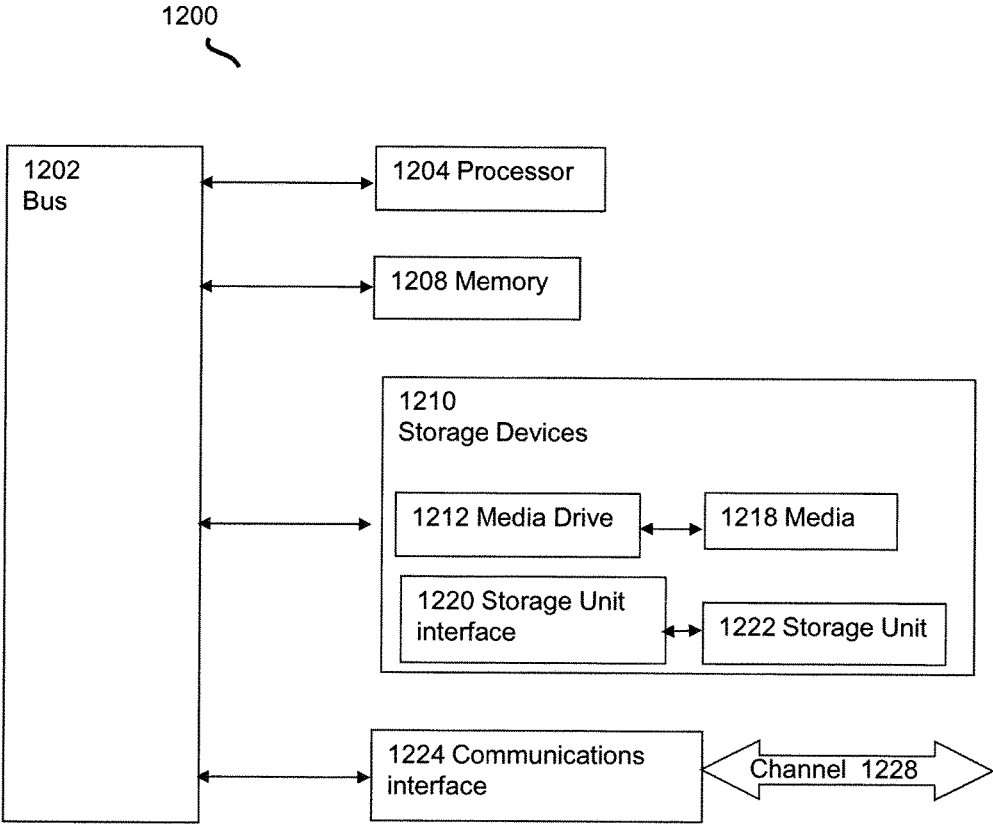 1200
1202
Bus
1204 Processor
1208 Memory
1210
Storage Devices
1212 Media Drive
1218 Media
1220 Storage Unit
interface
1222 Storage Unit
1224 Communications
interface
Channel 1228